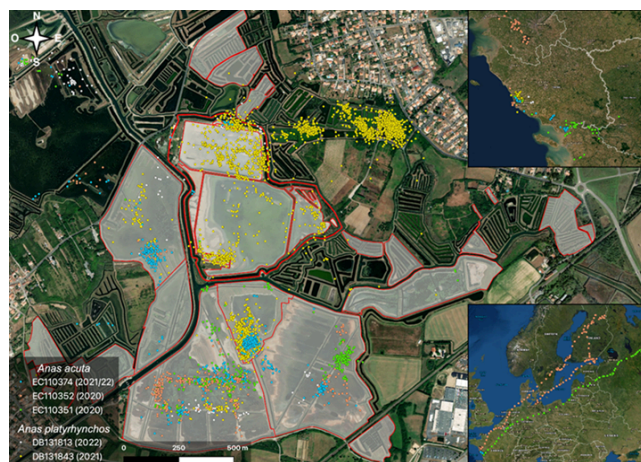 N
O E
S
Anas acuta
EC110374 (2021/22)
EC110352 (2020)
EC110351 (2020)
Anas platyrhynchos
DB131813 (2022)
DB131843 (2021)
0 250 500 m